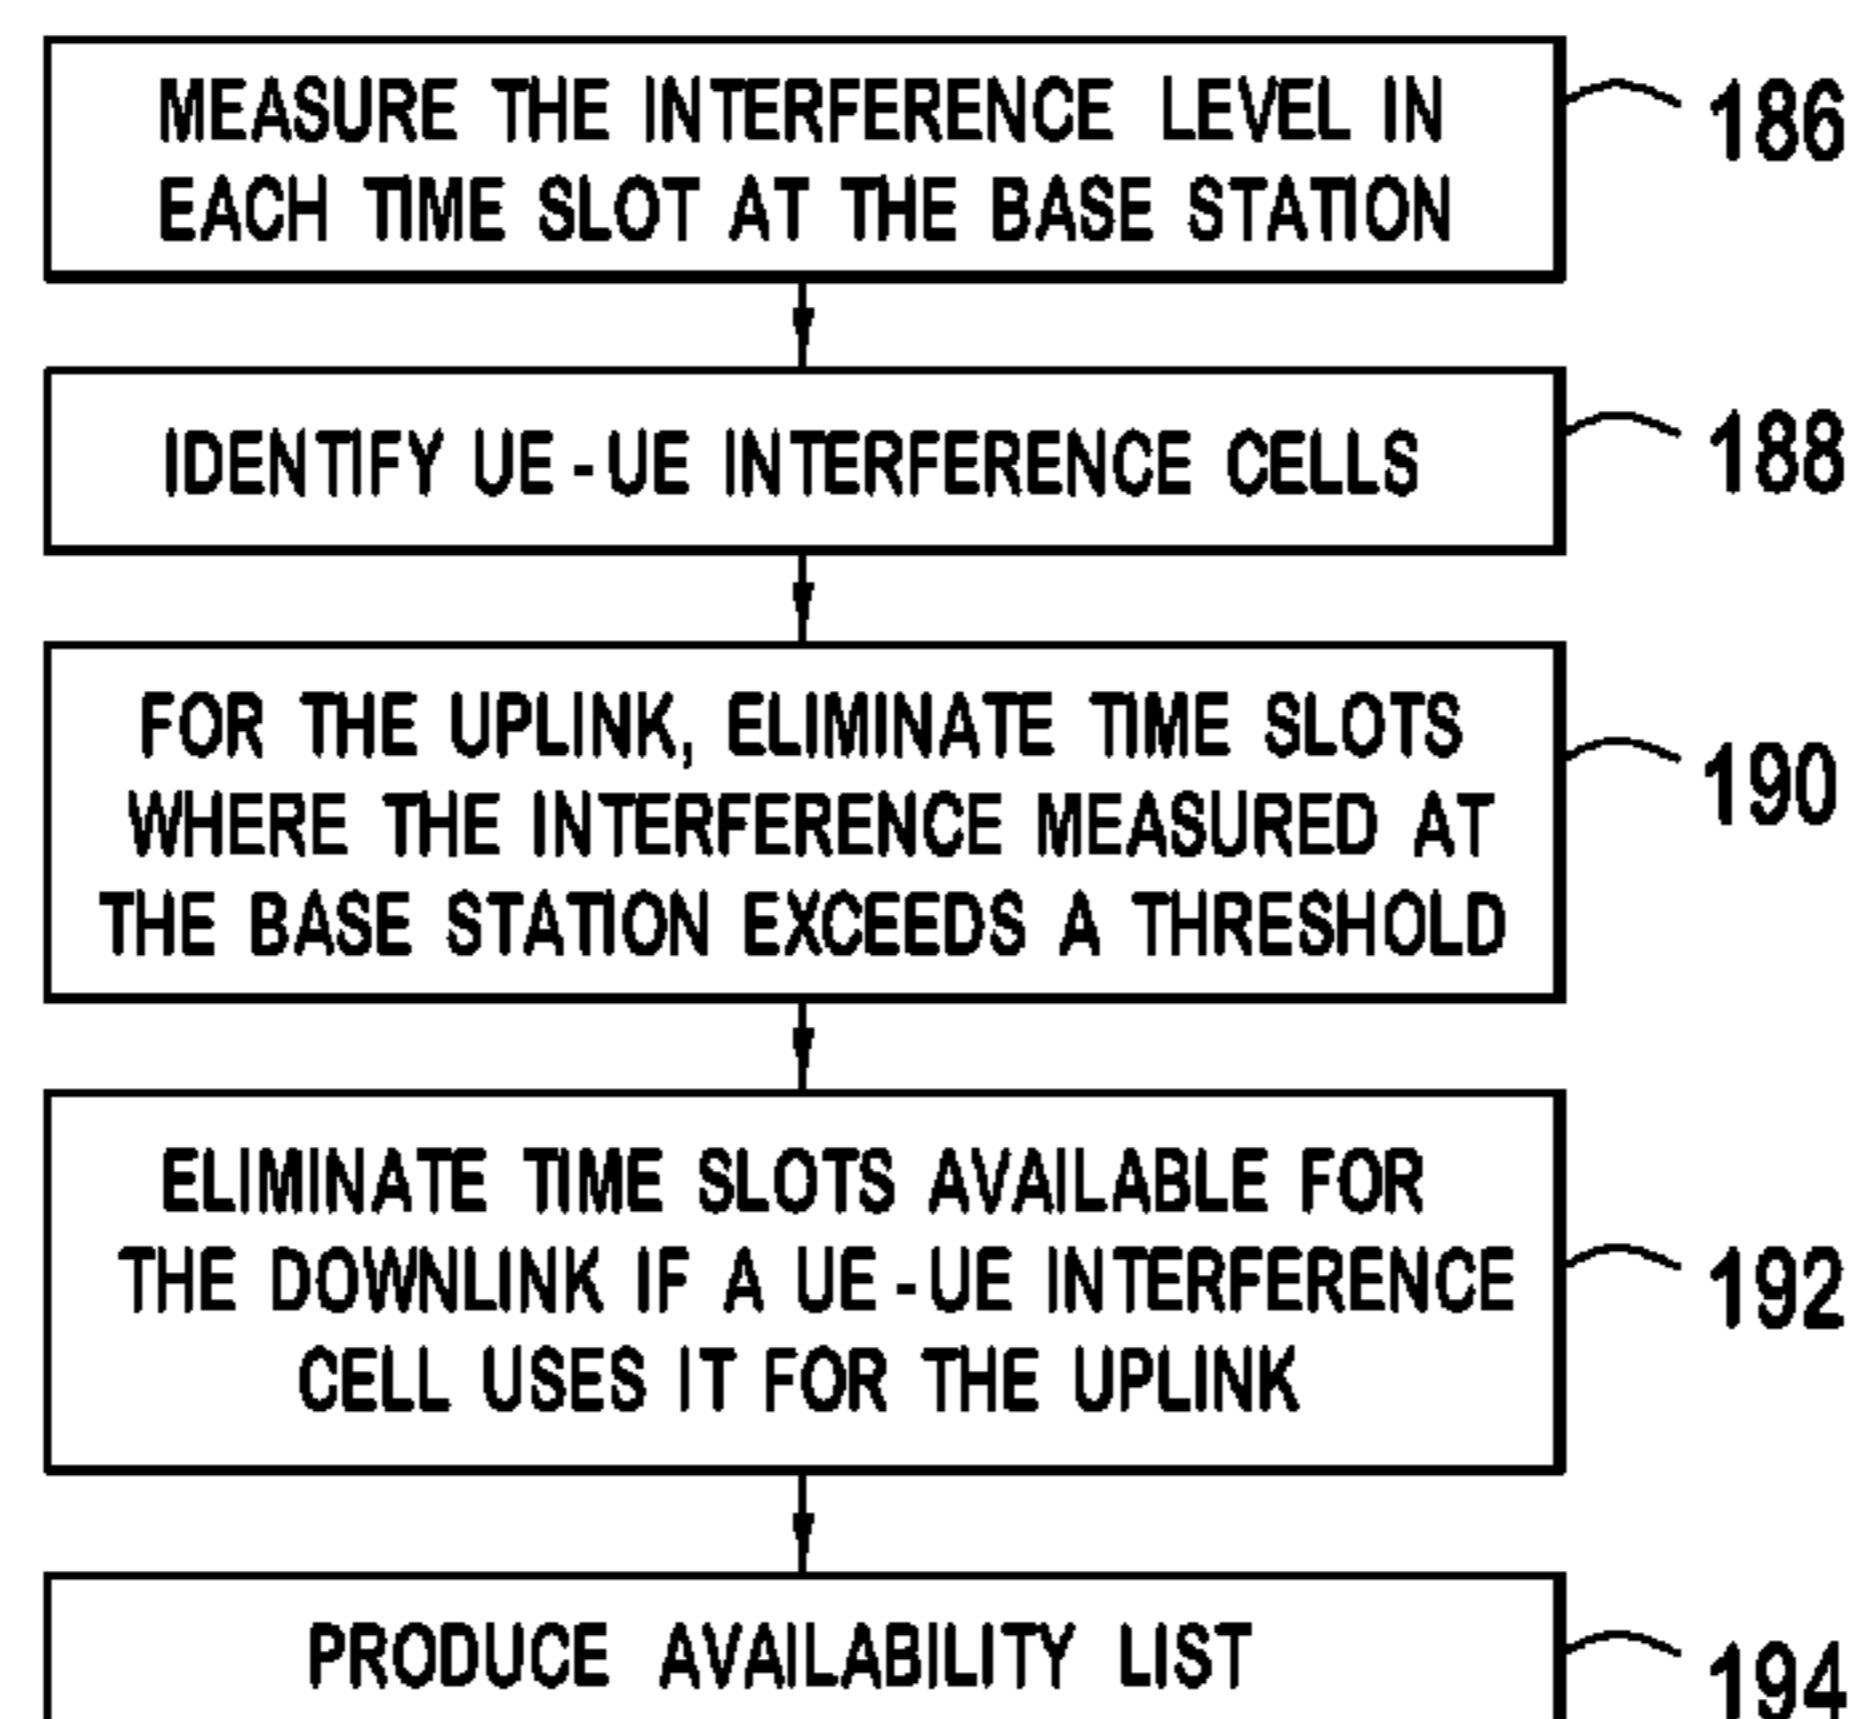 MEASURE THE INTERFERENCE LEVEL IN
EACH TIME SLOT AT THE BASE STATION
186
IDENTIFY UE-UE INTERFERENCE CELLS
188
FOR THE UPLINK, ELIMINATE TIME SLOTS
WHERE THE INTERFERENCE MEASURED AT
THE BASE STATION EXCEEDS A THRESHOLD
190
ELIMINATE TIME SLOTS AVAILABLE FOR
THE DOWNLINK IF A UE-UE INTERFERENCE
CELL USES IT FOR THE UPLINK
192
PRODUCE AVAILABILITY LIST
194